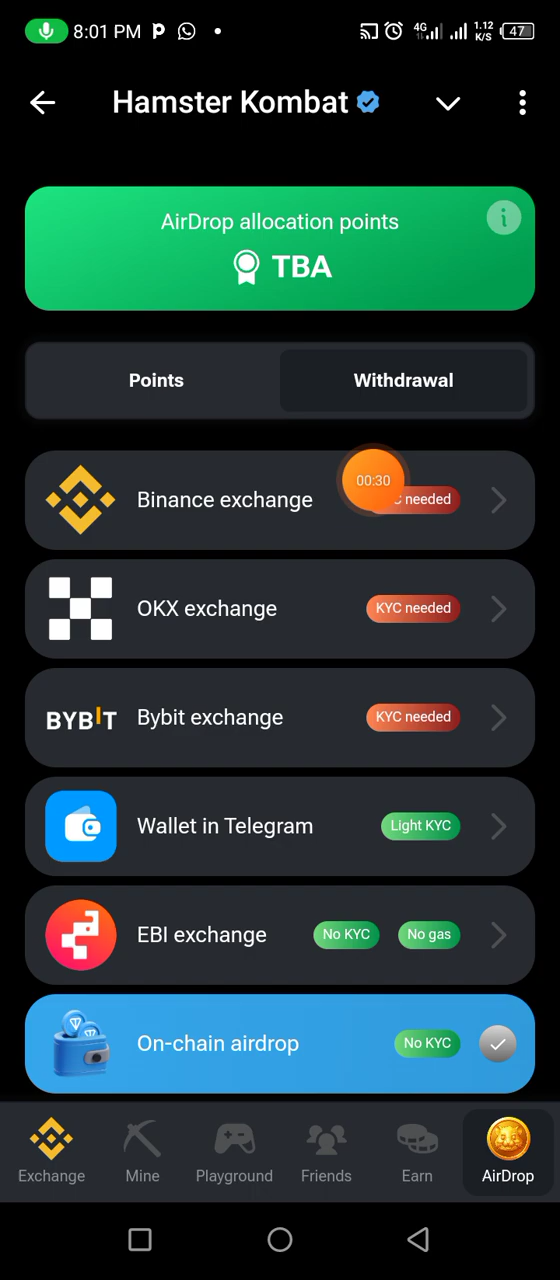 8:01 PM
4G
1.12 K/S
47
Hamster Kombat
AirDrop allocation points
TBA
Points
Withdrawal
Binance exchange
00:30
needed
OKX exchange
KYC needed
BYBIT
Bybit exchange
KYC needed
Wallet in Telegram
Light KYC
EBI exchange
No KYC
No gas
On-chain airdrop
No KYC
Exchange
Mine
Playground
Friends
Earn
AirDrop